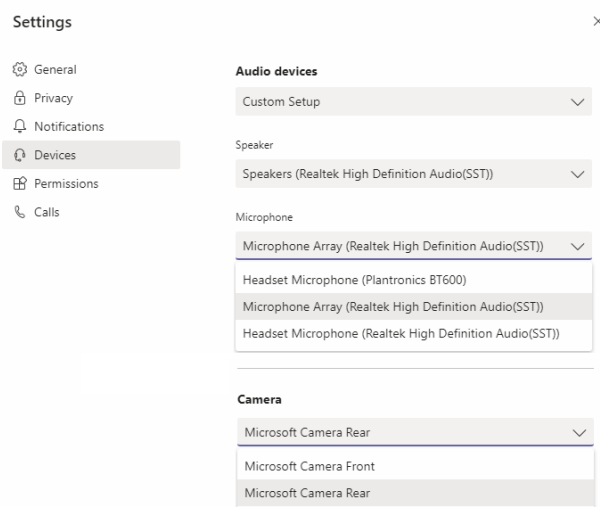 Settings
General
Privacy
Notifications
Devices
Permissions
Calls
Audio devices
Custom Setup
Speaker
Speakers (Realtek High Definition Audio(SST))
Microphone
Microphone Array (Realtek High Definition Audio(SST))
Headset Microphone (Plantronics BT600)
Microphone Array (Realtek High Definition Audio(SST))
Headset Microphone (Realtek High Definition Audio(SST))
Camera
Microsoft Camera Rear
Microsoft Camera Front
Microsoft Camera Rear